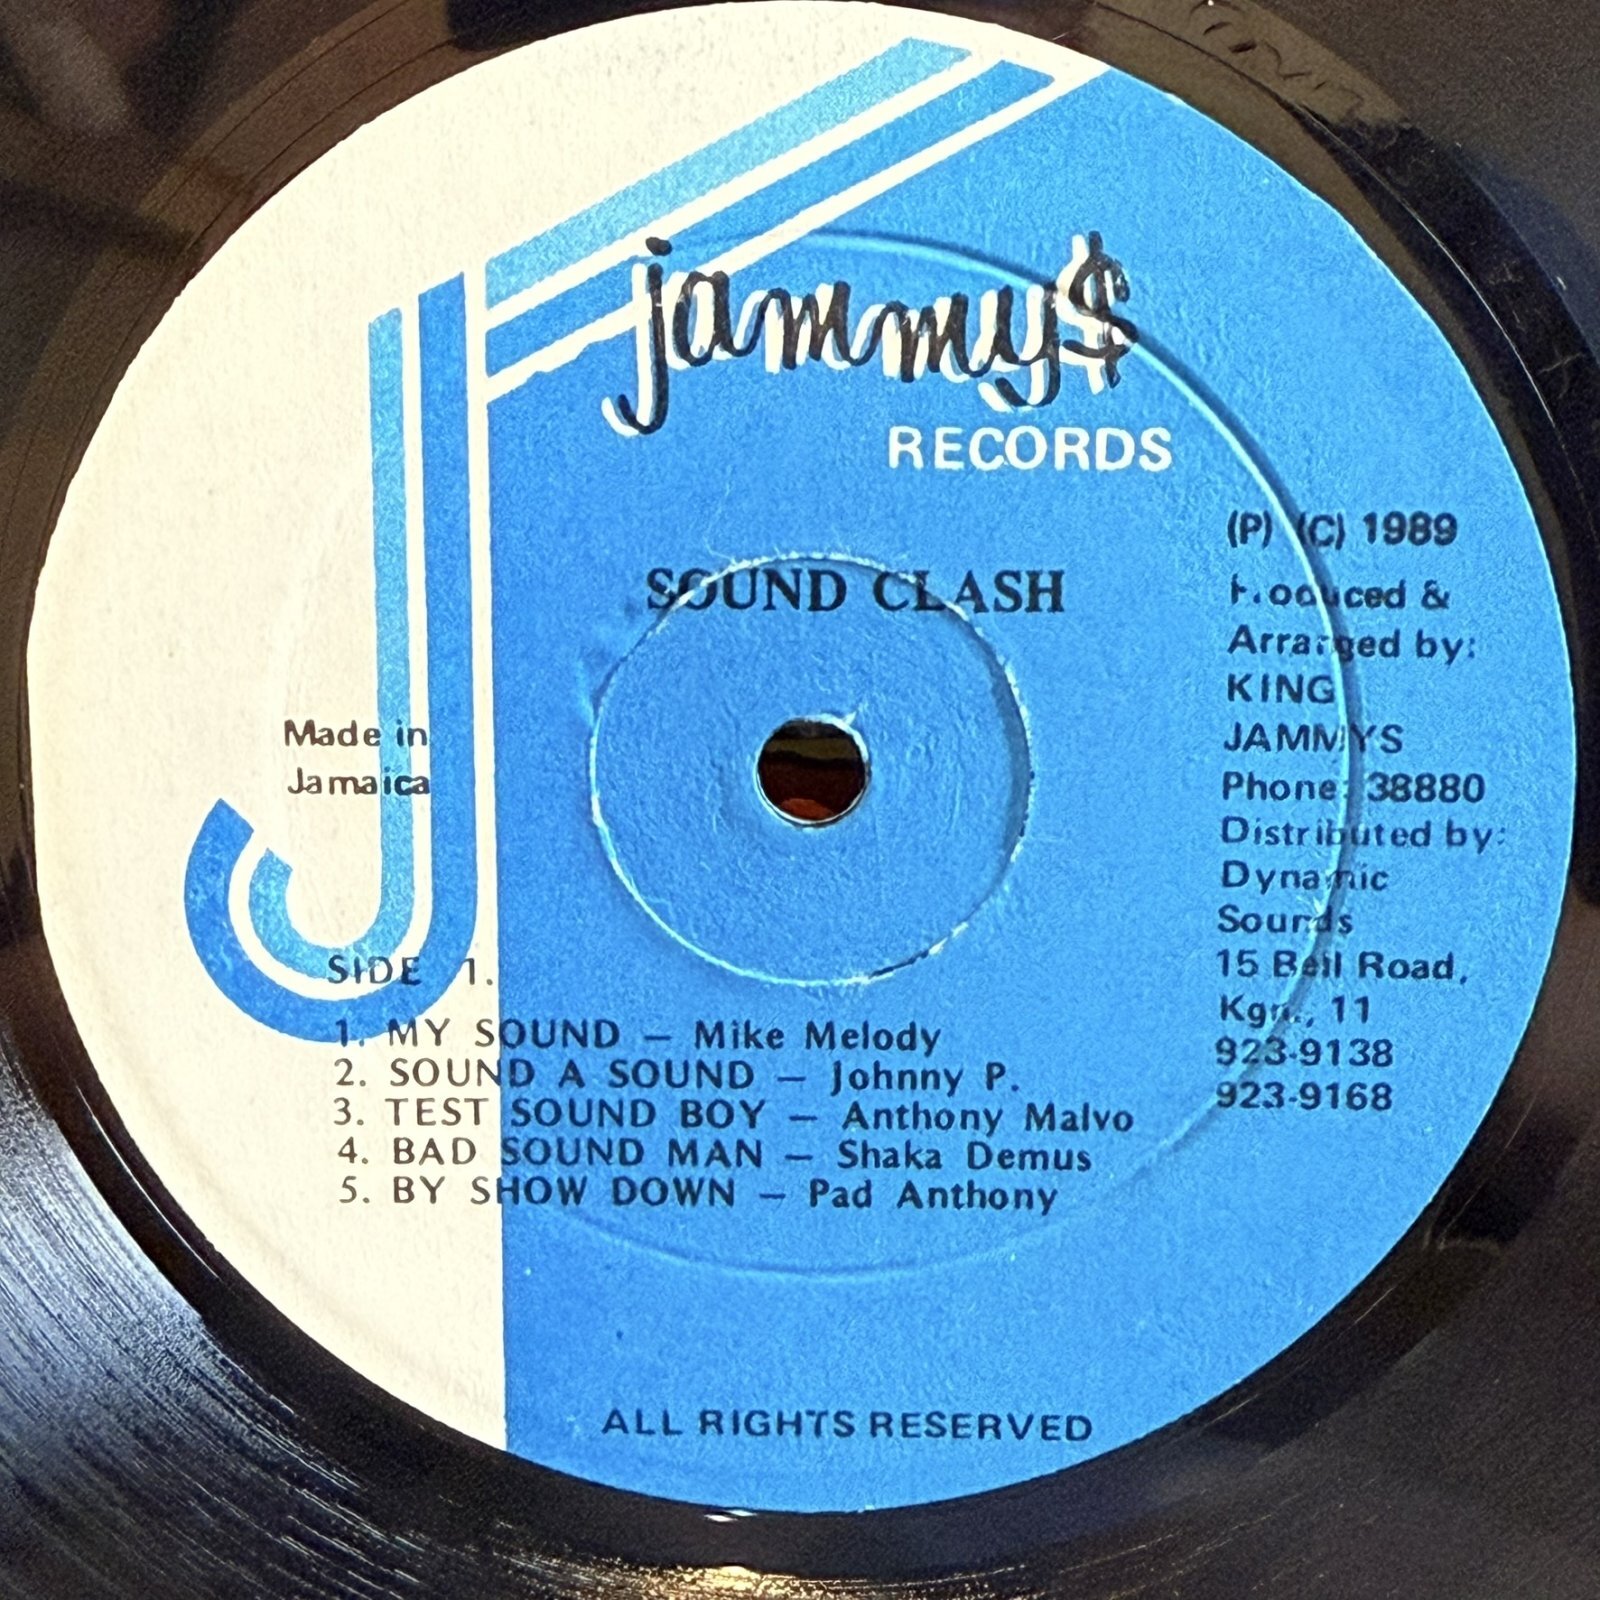 jammy$
RECORDS
SOUND CLASH
(P) (C) 1989
Produced &
Arranged by:
KING
JAMMYS
Phone: 38880
Distributed by:
Dynamic
Sounds
15 Bell Road,
Kgn., 11
923-9138
923-9168
Made in
Jamaica
SIDE 1.
1. MY SOUND — Mike Melody
2. SOUND A SOUND — Johnny P.
3. TEST SOUND BOY — Anthony Malvo
4. BAD SOUND MAN — Shaka Demus
5. BY SHOW DOWN — Pad Anthony
ALL RIGHTS RESERVED